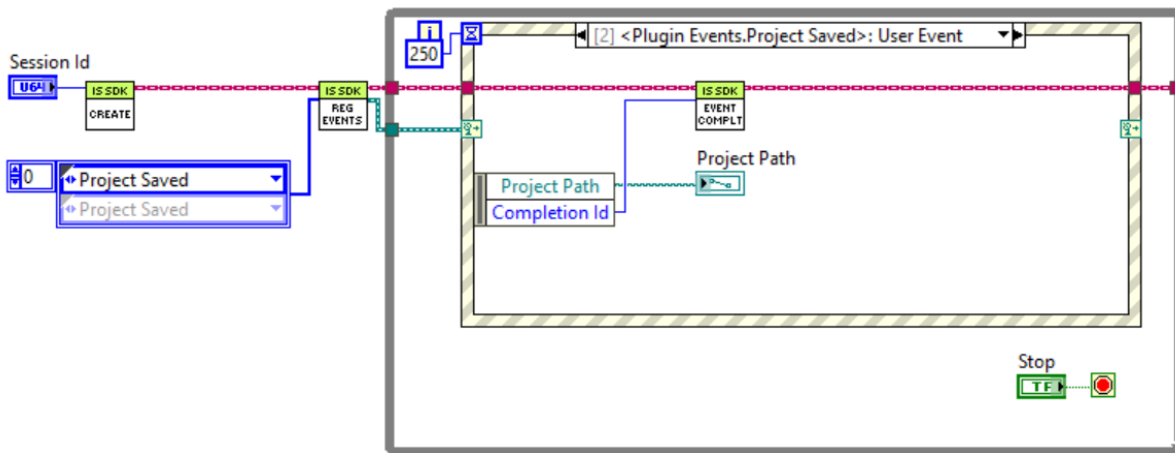 i
250
[2] <Plugin Events.Project Saved>: User Event
Session Id
U64
IS SDK
CREATE
IS SDK
REG
EVENTS
IS SDK
EVENT
COMPLT
0
Project Saved
Project Saved
Project Path
Project Path
Completion Id
Stop
TF